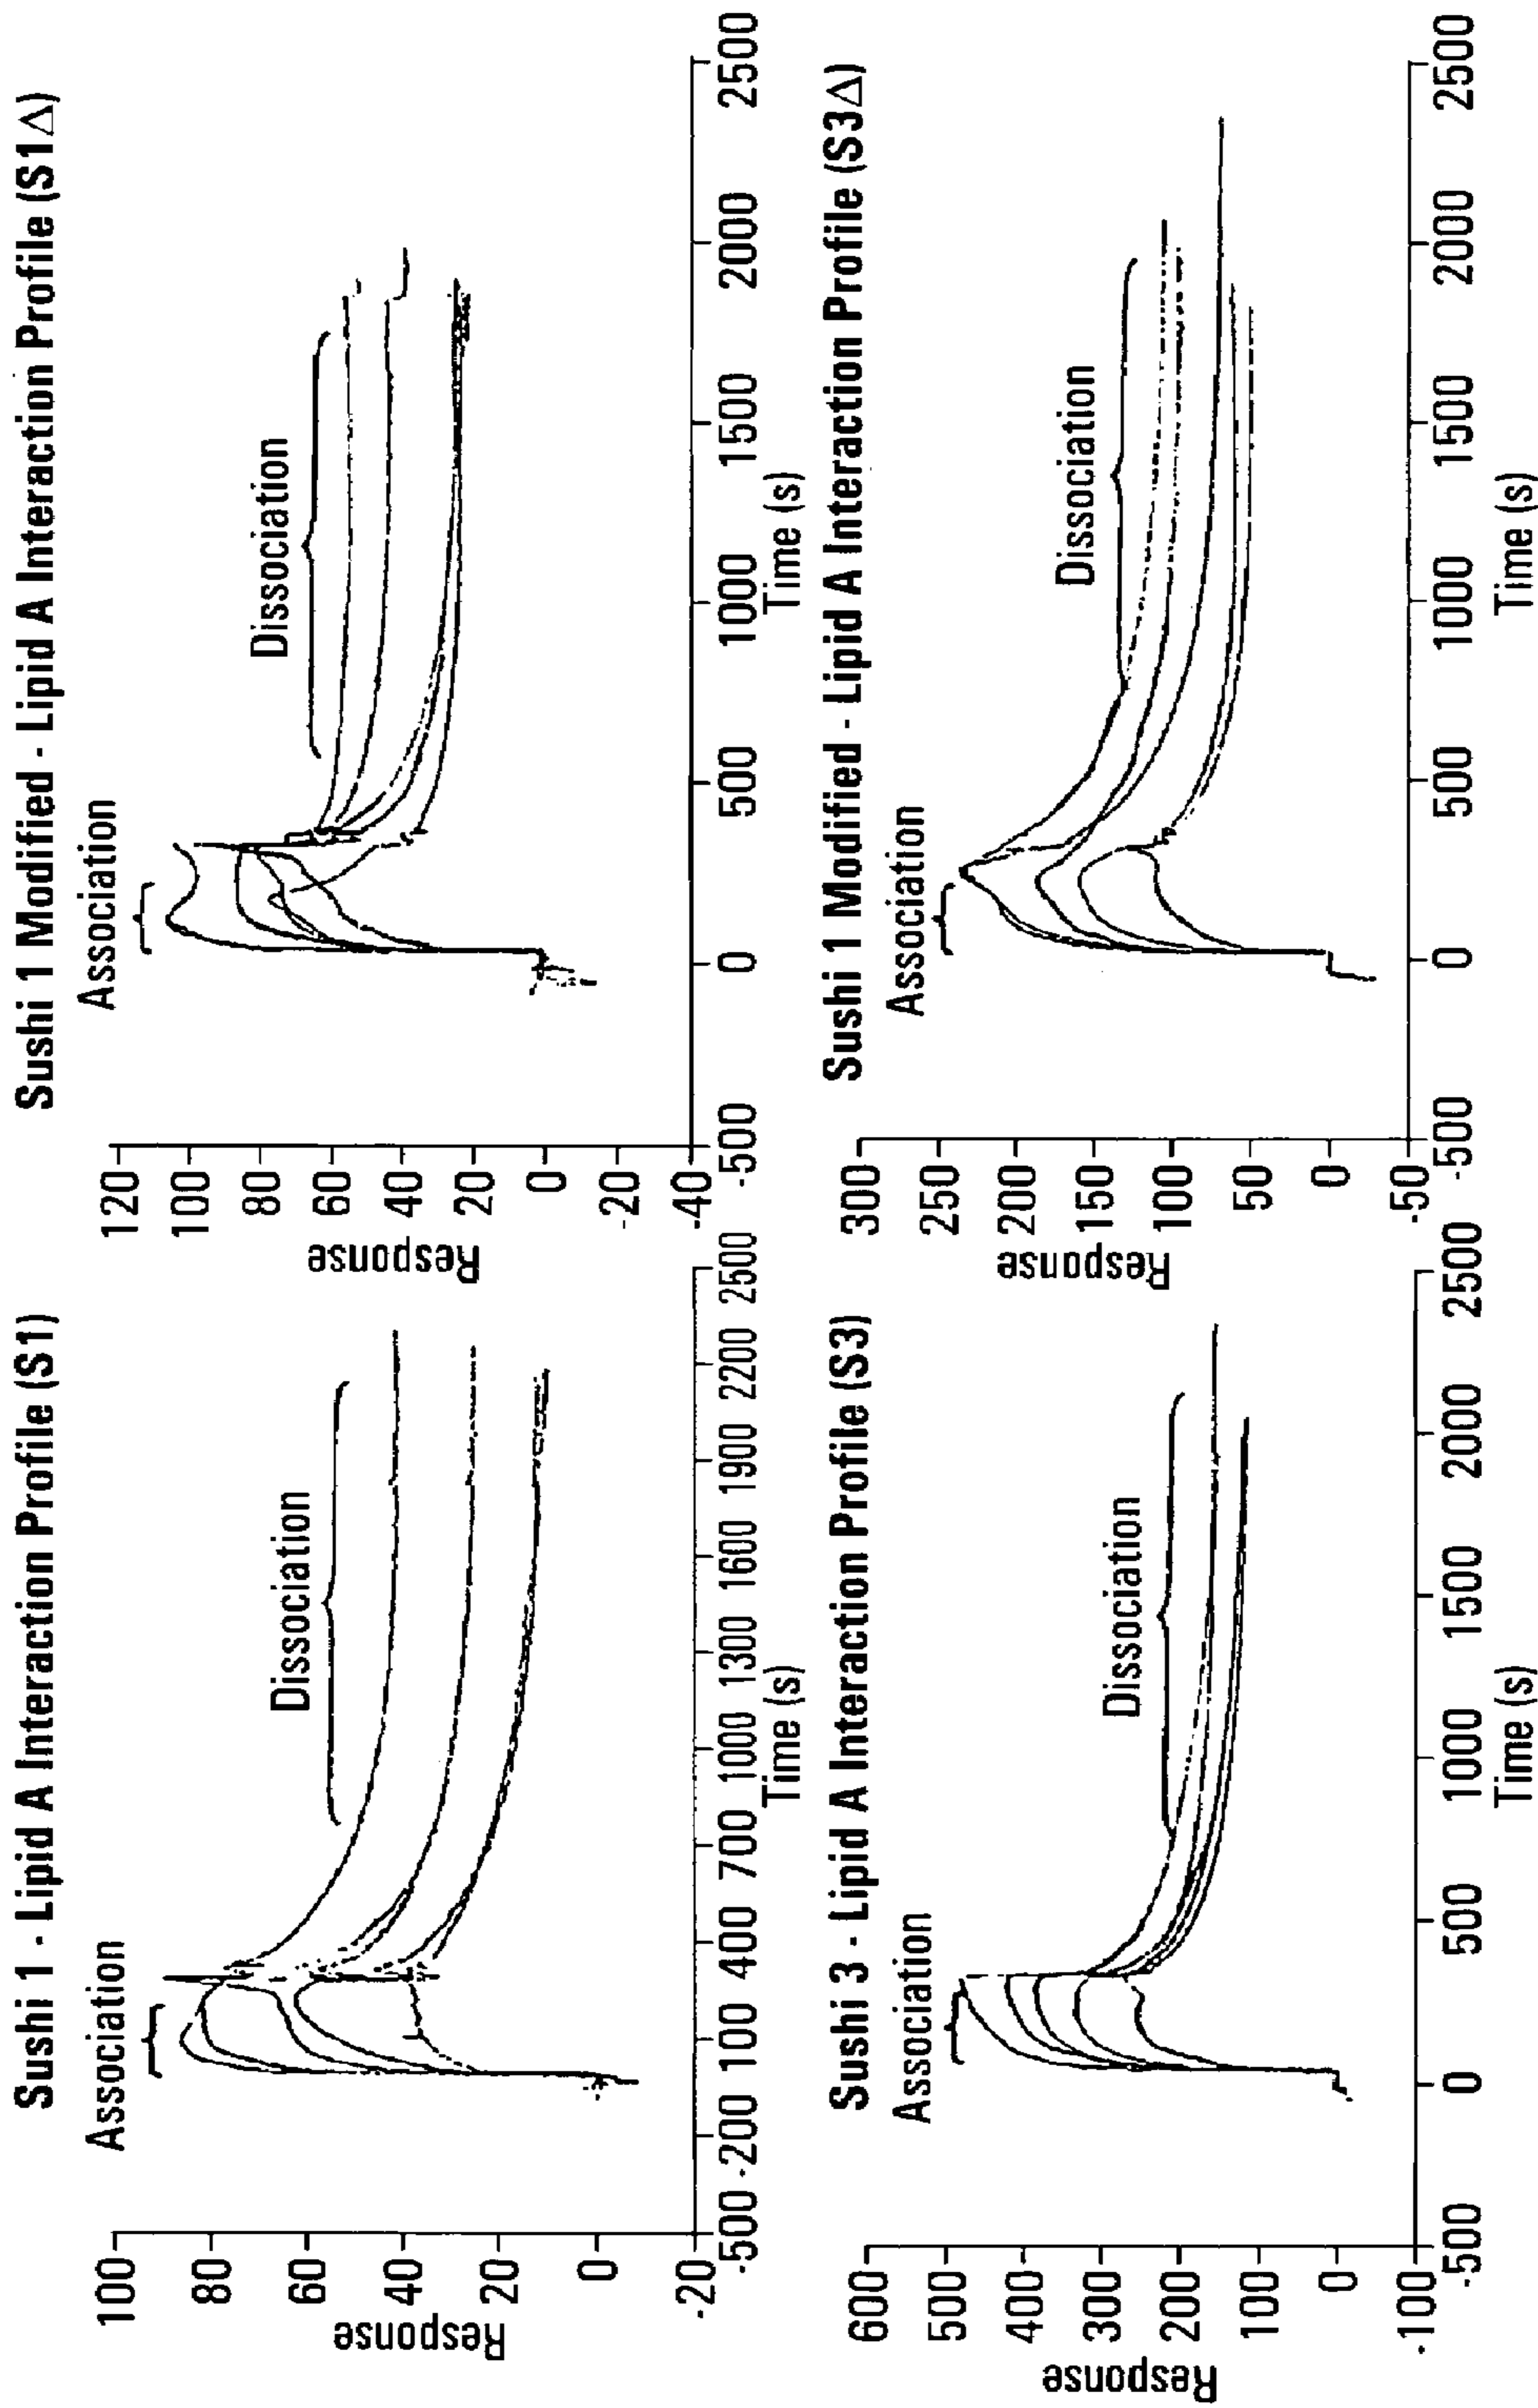 Sushi 1 - Lipid A Interaction Profile (S1)
Association
Dissociation
Response
100
80
60
40
20
0
-20
-500 -200 100 400 700 1000 1300 1600 1900 2200 2500
Time (s)
Sushi 1 Modified - Lipid A Interaction Profile (S1Δ)
Association
Dissociation
Response
120
100
80
60
40
20
0
-20
-40
-500 0 500 1000 1500 2000 2500
Time (s)
Sushi 3 - Lipid A Interaction Profile (S3)
Association
Dissociation
Response
600
500
400
300
200
100
0
-100
-500 0 500 1000 1500 2000 2500
Time (s)
Sushi 1 Modified - Lipid A Interaction Profile (S3Δ)
Association
Dissociation
Response
300
250
200
150
100
50
0
-50
-500 0 500 1000 1500 2000 2500
Time (s)